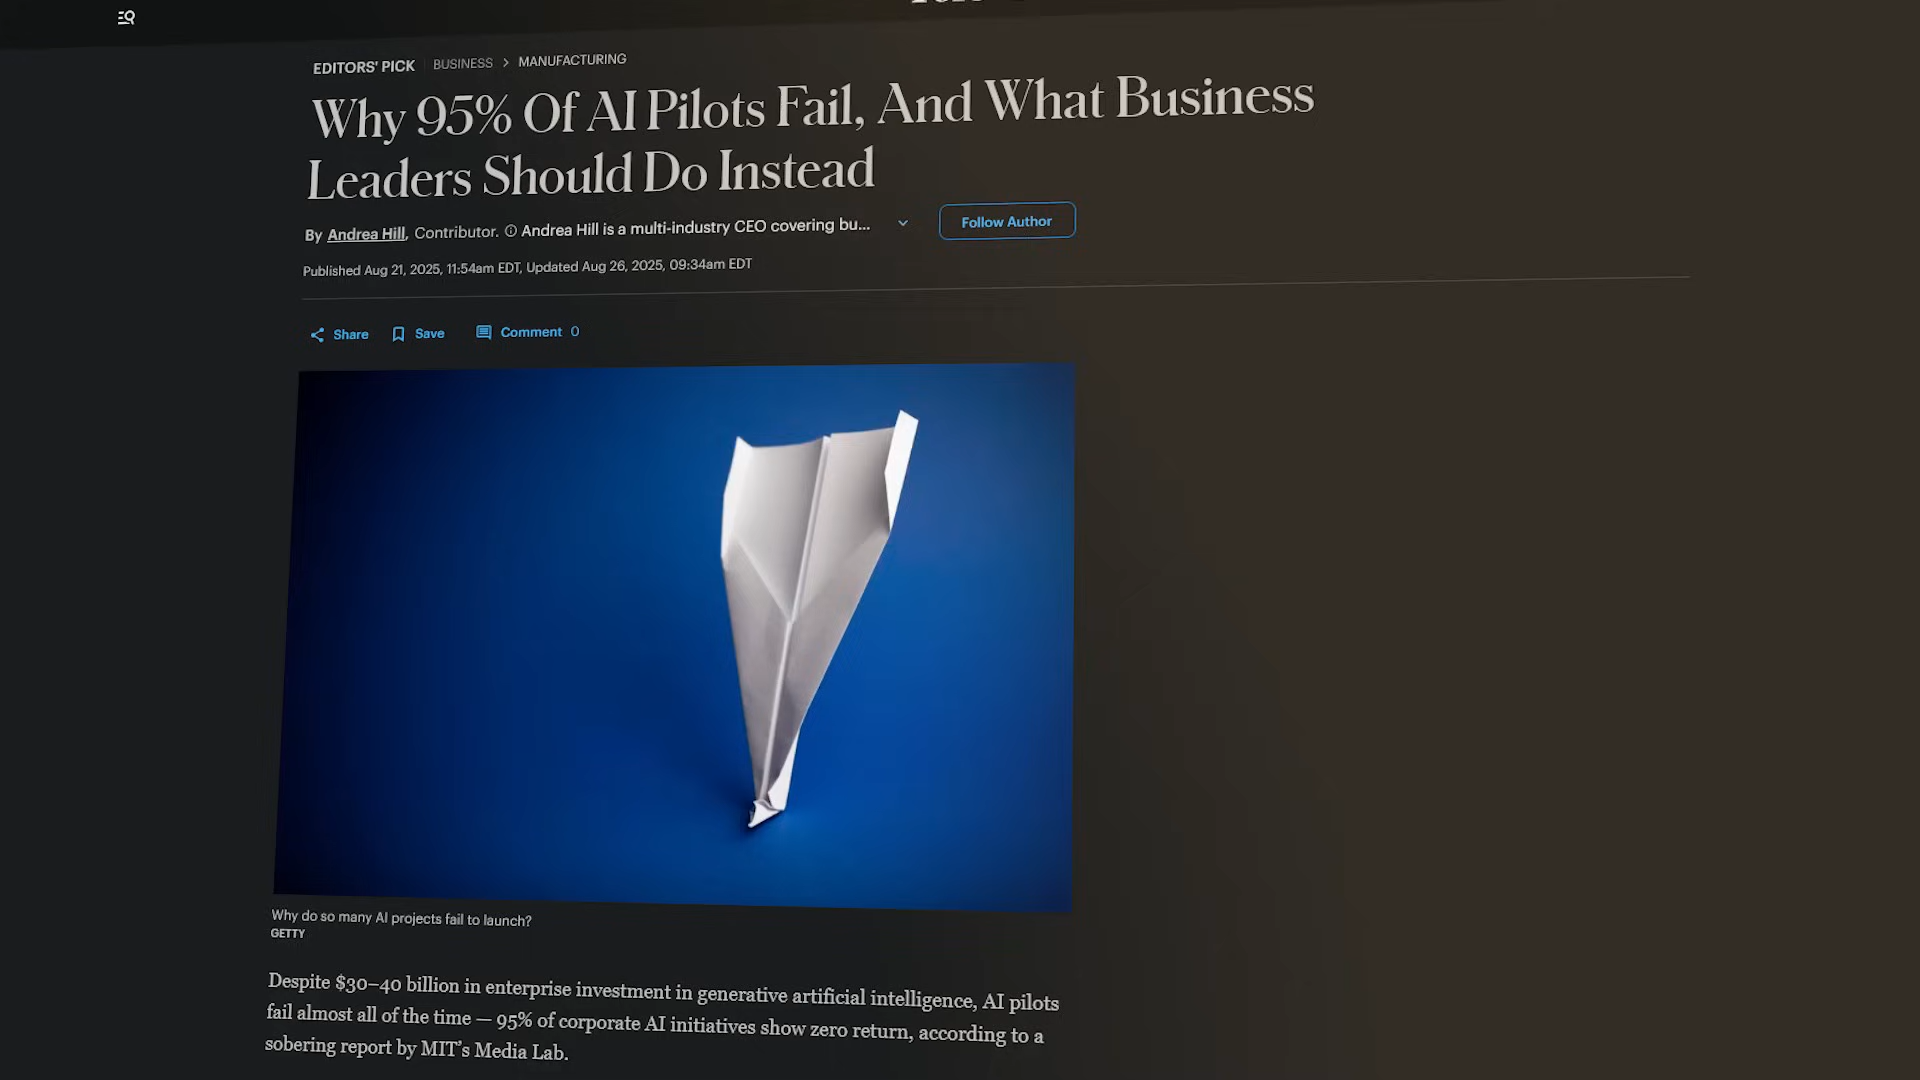 EDITORS' PICK BUSINESS > MANUFACTURING
Why 95% Of AI Pilots Fail, And What Business
Leaders Should Do Instead
By Andrea Hill, Contributor. Andrea Hill is a multi-industry CEO covering bu...
Follow Author
Published Aug 21, 2025, 11:54am EDT, Updated Aug 26, 2025, 09:34am EDT
Share Save Comment 0
Why do so many AI projects fail to launch?
GETTY
Despite $30–40 billion in enterprise investment in generative artificial intelligence, AI pilots
fail almost all of the time — 95% of corporate AI initiatives show zero return, according to a
sobering report by MIT's Media Lab.